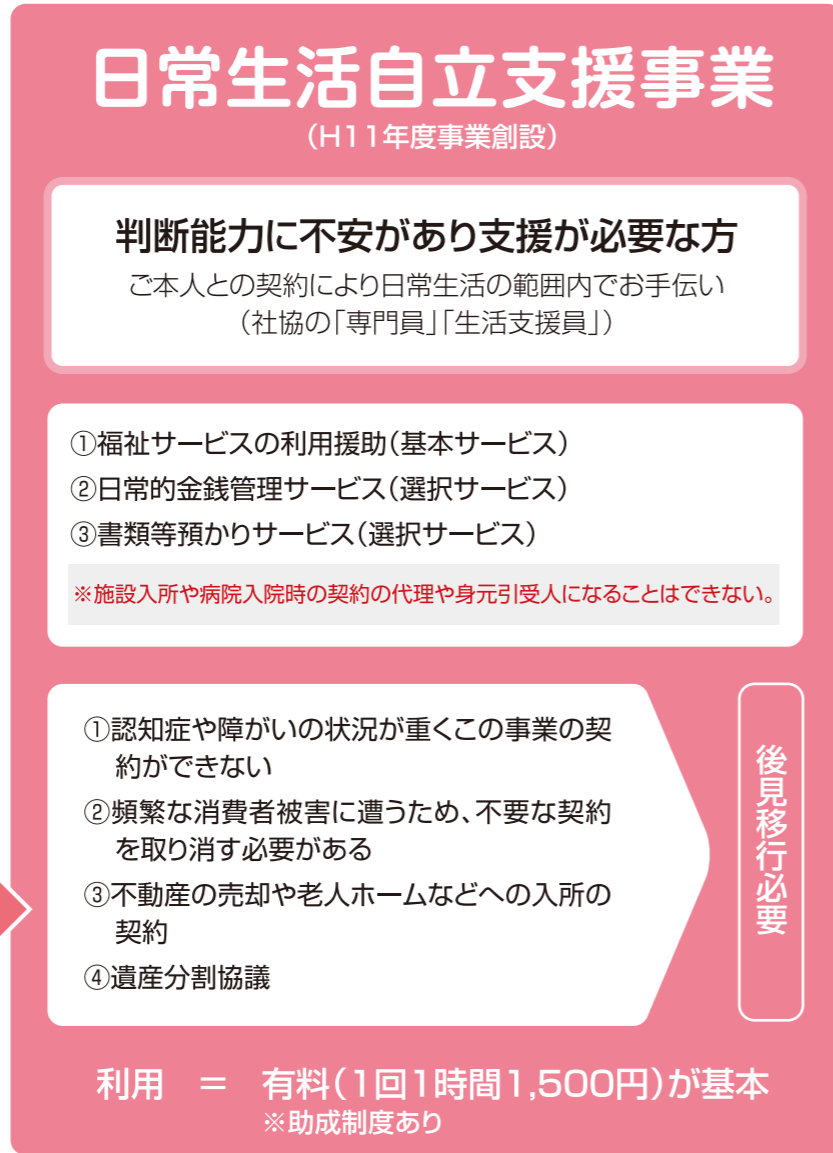 日常生活自立支援事業
（H11年度事業創設）
判断能力に不安があり支援が必要な方
ご本人との契約により日常生活の範囲内でお手伝い
（社協の「専門員」「生活支援員」）
①福祉サービスの利用援助（基本サービス）
②日常的金銭管理サービス（選択サービス）
③書類等預かりサービス（選択サービス）
※施設入所や病院入院時の契約の代理や身元引受人になることはできない。
①認知症や障がいの状況が重くこの事業の契
約ができない
②頻繁な消費者被害に遭うため、不要な契約
を取り消す必要がある
③不動産の売却や老人ホームなどへの入所の
契約
④遺産分割協議
後見移行必要
利用　＝　有料（1回1時間1,500円）が基本
※助成制度あり